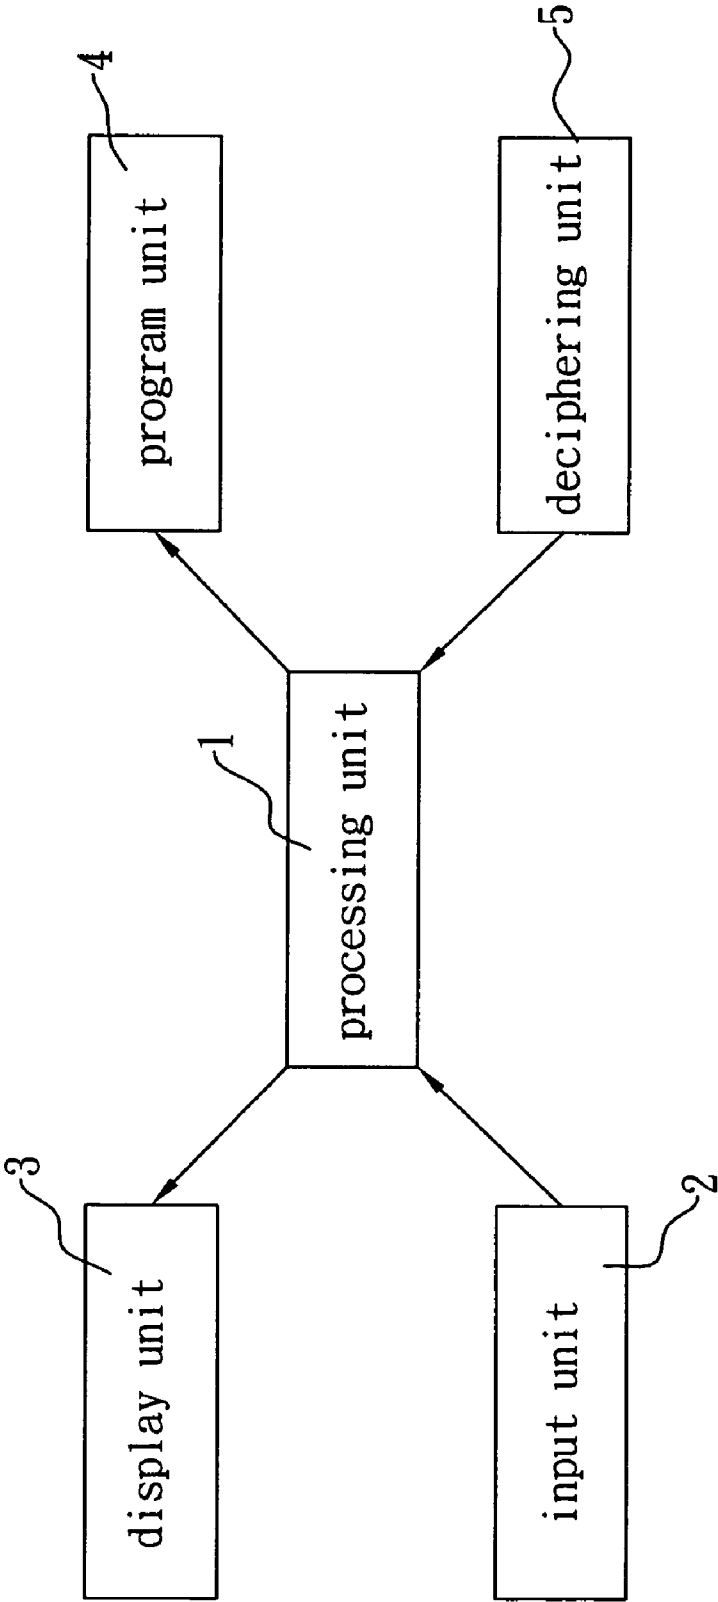 3
display unit
4
program unit
1
processing unit
2
input unit
5
deciphering unit